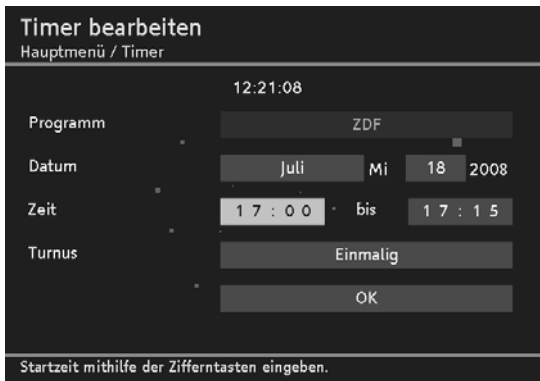 Timer bearbeiten
Hauptmenü / Timer
12:21:08
Programm ZDF
Datum Juli Mi 18 2008
Zeit 17:00 bis 17:15
Turnus Einmalig
OK
Startzeit mithilfe der Zifferntasten eingeben.